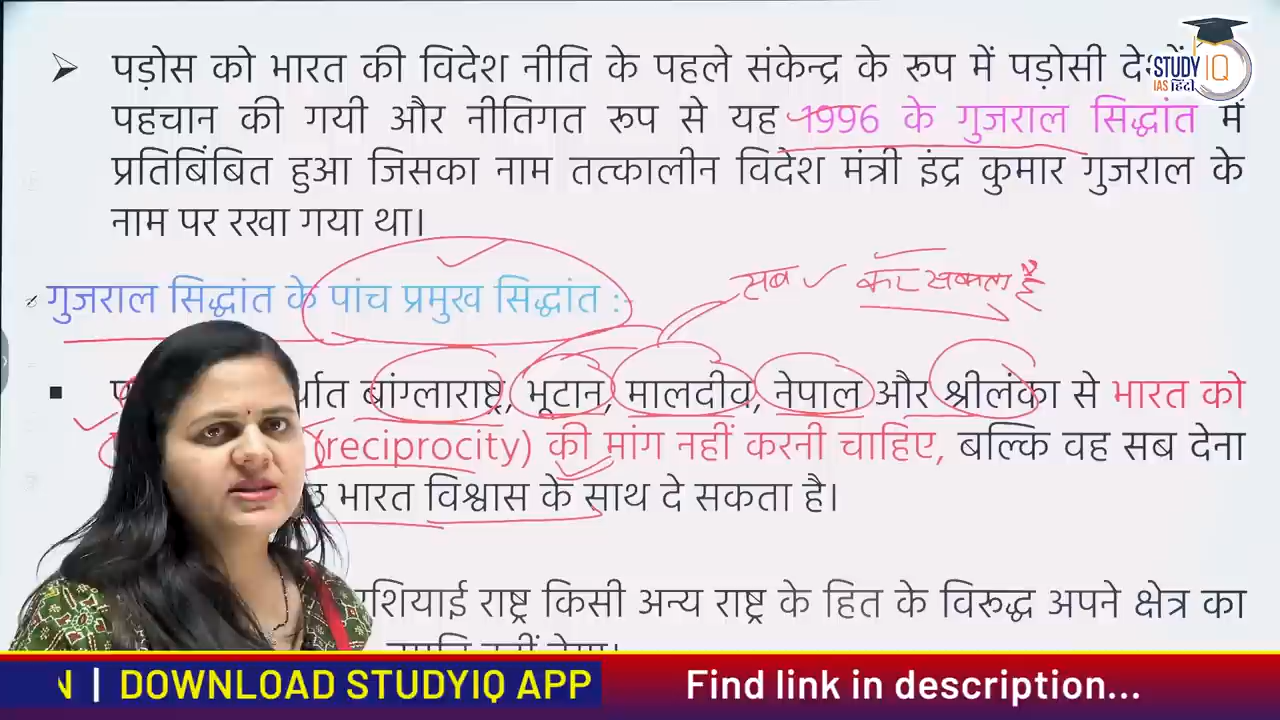 पड़ोस को भारत की विदेश नीति के पहले संकेन्द्र के रूप में पड़ोसी
STUDY IQ
IAS हिंदी
पहचान की गयी और नीतिगत रूप से यह 1996 के गुजराल सिद्धांत में
प्रतिबिंबित हुआ जिसका नाम तत्कालीन विदेश मंत्री इंद्र कुमार गुजराल के
नाम पर रखा गया था।
गुजराल सिद्धांत के पांच प्रमुख सिद्धांत :-
सब कर सकता है
बांग्लाराष्ट्र, भूटान, मालदीव, नेपाल और श्रीलंका से भारत को
(reciprocity) की मांग नहीं करनी चाहिए, बल्कि वह सब देना
भारत विश्वास के साथ दे सकता है।
राष्ट्र किसी अन्य राष्ट्र के हित के विरूद्ध अपने क्षेत्र का
N | DOWNLOAD STUDYIQ APP
Find link in description...